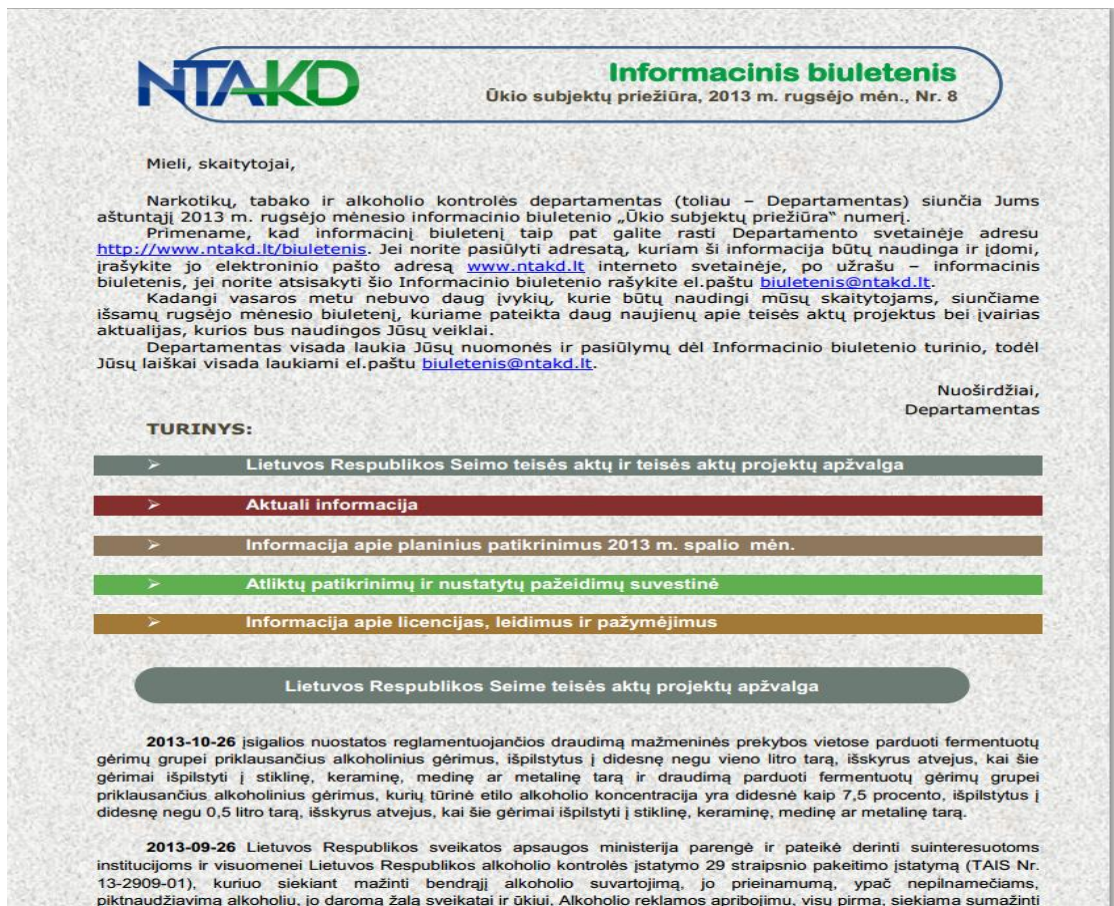 NTAKD
Informacinis biuletenis
Ūkio subjektų priežiūra, 2013 m. rugsėjo mėn., Nr. 8
Mieli, skaitytojai,
Narkotikų, tabako ir alkoholio kontrolės departamentas (toliau – Departamentas) siunčia Jums
aštuntąjį 2013 m. rugsėjo mėnesio informacinio biuletenio „Ūkio subjektų priežiūra“ numerį.
Primename, kad informacinį biuletenį taip pat galite rasti Departamento svetainėje adresu
http://www.ntakd.lt/biuletenis. Jei norite pasiūlyti adresatą, kuriam ši informacija būtų naudinga ir įdomi,
įrašykite jo elektroninio pašto adresą www.ntakd.lt interneto svetainėje, po užrašu – informacinis
biuletenis, jei norite atsisakyti šio Informacinio biuletenio rašykite el.paštu biuletenis@ntakd.lt.
Kadangi vasaros metu nebuvo daug įvykių, kurie būtų naudingi mūsų skaitytojams, siunčiame
išsamų rugsėjo mėnesio biuletenį, kuriame pateikta daug naujienų apie teisės aktų projektus bei įvairias
aktualijas, kurios bus naudingos Jūsų veiklai.
Departamentas visada laukia Jūsų nuomonės ir pasiūlymų dėl Informacinio biuletenio turinio, todėl
Jūsų laiškai visada laukiami el.paštu biuletenis@ntakd.lt.
Nuoširdžiai,
Departamentas
TURINYS:
➢ Lietuvos Respublikos Seimo teisės aktų ir teisės aktų projektų apžvalga
➢ Aktuali informacija
➢ Informacija apie planinius patikrinimus 2013 m. spalio mėn.
➢ Atliktų patikrinimų ir nustatytų pažeidimų suvestinė
➢ Informacija apie licencijas, leidimus ir pažymėjimus
Lietuvos Respublikos Seime teisės aktų projektų apžvalga
2013-10-26 įsigalios nuostatos reglamentuojančios draudimą mažmeninės prekybos vietose parduoti fermentuotų
gėrimų grupei priklausančius alkoholinius gėrimus, išpilstytus į didesnę negu vieno litro tarą, išskyrus atvejus, kai šie
gėrimai išpilstyti į stiklinę, keraminę, medinę ar metalinę tarą ir draudimą parduoti fermentuotų gėrimų grupei
priklausančius alkoholinius gėrimus, kurių tūrinė etilo alkoholio koncentracija yra didesnė kaip 7,5 procento, išpilstytus į
didesnę negu 0,5 litro tarą, išskyrus atvejus, kai šie gėrimai išpilstyti į stiklinę, keraminę, medinę ar metalinę tarą.
2013-09-26 Lietuvos Respublikos sveikatos apsaugos ministerija parengė ir pateikė derinti suinteresuotoms
institucijoms ir visuomenei Lietuvos Respublikos alkoholio kontrolės įstatymo 29 straipsnio pakeitimo įstatymą (TAIS Nr.
13-2909-01), kuriuo siekiant mažinti bendrąjį alkoholio suvartojimą, jo prieinamumą, ypač nepilnamečiams,
piktnaudžiavimą alkoholiu, jo daromą žalą sveikatai ir ūkiui, Alkoholio reklamos apribojimu, visų pirma, siekiama sumažinti